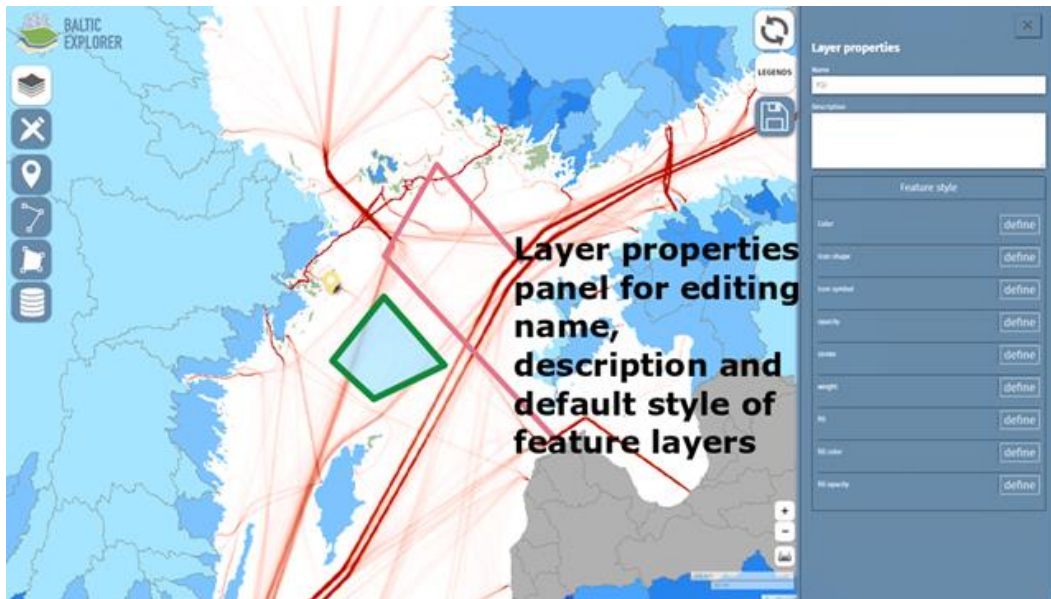 BALTIC
EXPLORER
LEGENDS
Layer properties
Name
Description
Feature style
Color define
Icon shape define
Icon symbol define
opacity define
stroke define
weight define
fill define
fill color define
fill opacity define
Layer properties
panel for editing
name,
description and
default style of
feature layers
+
-